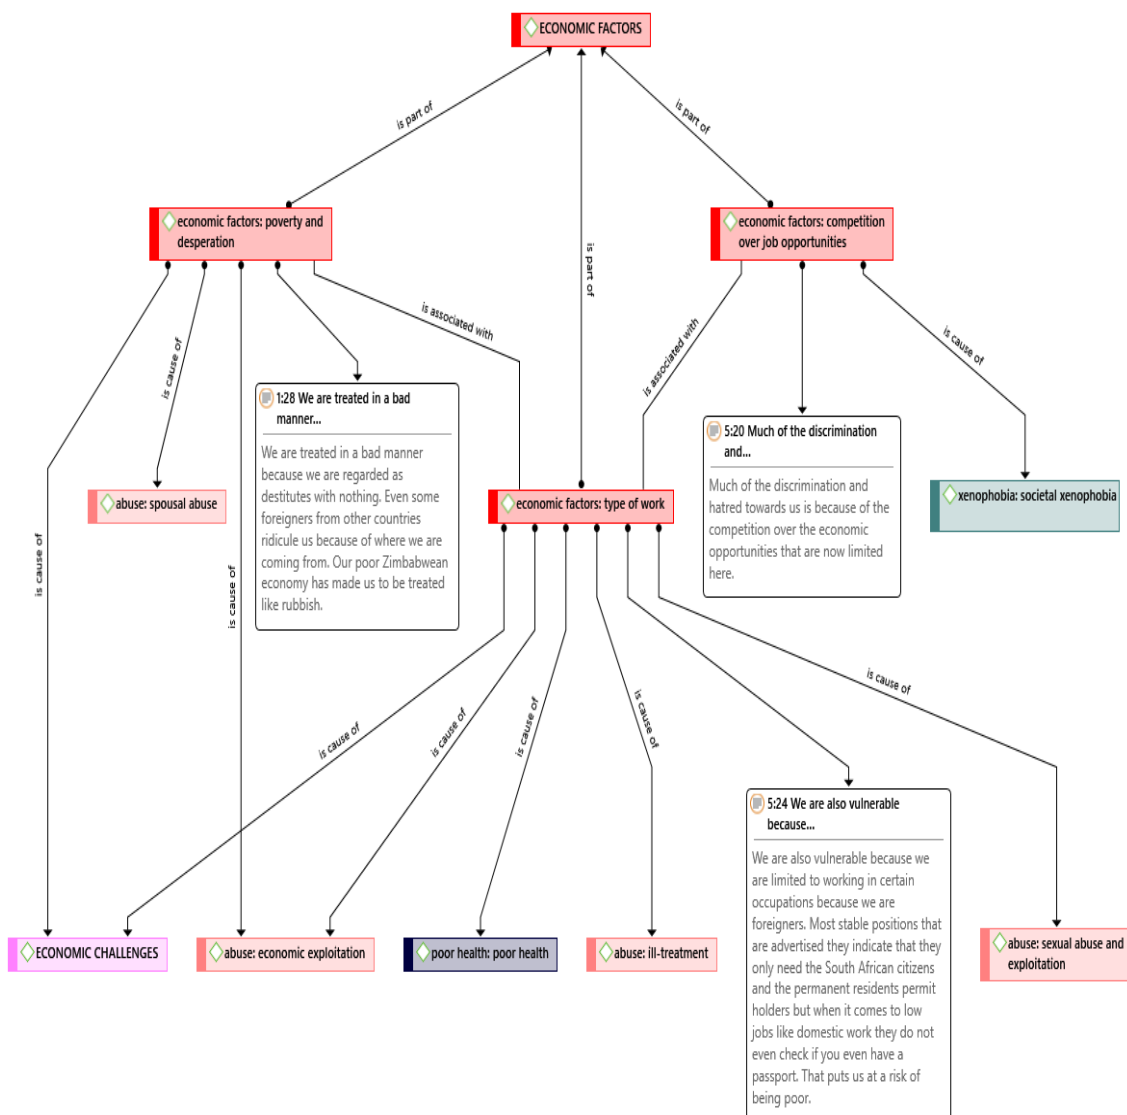 ECONOMIC FACTORS
is part of
is part of
is part of
economic factors: poverty and
desperation
economic factors: competition
over job opportunities
is associated with
is associated with
is cause of
is cause of
1:28 We are treated in a bad
manner...
We are treated in a bad manner
because we are regarded as
destitutes with nothing. Even some
foreigners from other countries
ridicule us because of where we are
coming from. Our poor Zimbabwean
economy has made us to be treated
like rubbish.
5:20 Much of the discrimination
and...
Much of the discrimination and
hatred towards us is because of the
competition over the economic
opportunities that are now limited
here.
abuse: spousal abuse
economic factors: type of work
xenophobia: societal xenophobia
is cause of
is cause of
is cause of
is cause of
is cause of
is cause of
is cause of
5:24 We are also vulnerable
because...
We are also vulnerable because we
are limited to working in certain
occupations because we are
foreigners. Most stable positions that
are advertised they indicate that they
only need the South African citizens
and the permanent residents permit
holders but when it comes to low
jobs like domestic work they do not
even check if you even have a
passport. That puts us at a risk of
being poor.
ECONOMIC CHALLENGES
abuse: economic exploitation
poor health: poor health
abuse: ill-treatment
abuse: sexual abuse and
exploitation